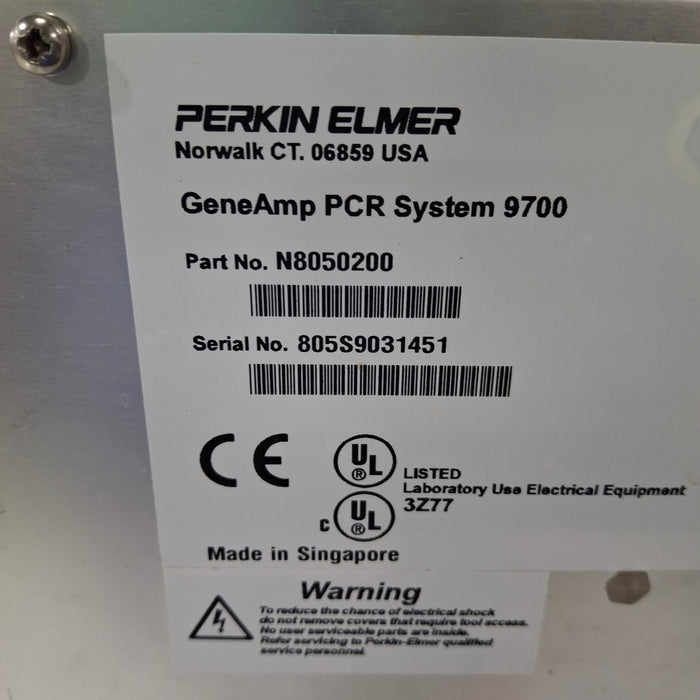 PERKIN ELMER
Norwalk CT. 06859 USA
GeneAmp PCR System 9700
Part No. N8050200
Serial No. 805S9031451
CE
UL
®
LISTED
Laboratory Use Electrical Equipment
3Z77
C UL
®
Made in Singapore
Warning
To reduce the chance of electrical shock
do not remove covers that require tool access.
No user serviceable parts are inside.
Refer servicing to Perkin-Elmer qualified
service personnel.